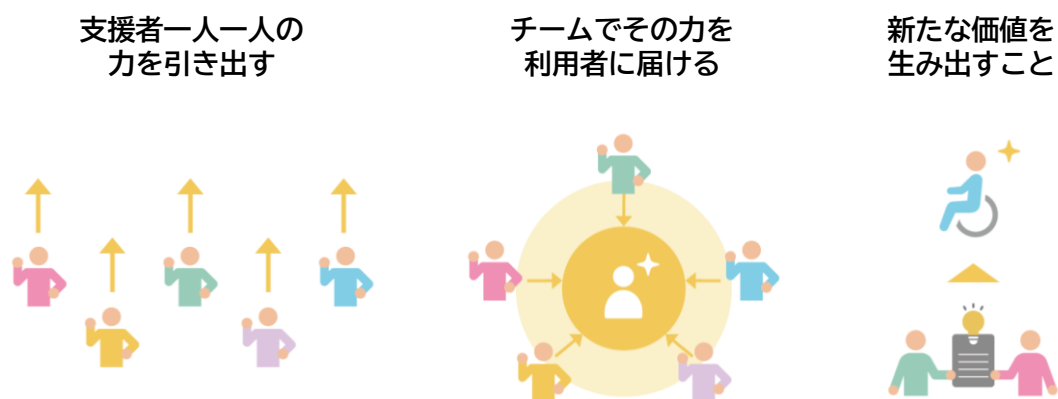 支援者一人一人の
力を引き出す
チームでその力を
利用者に届ける
新たな価値を
生み出すこと